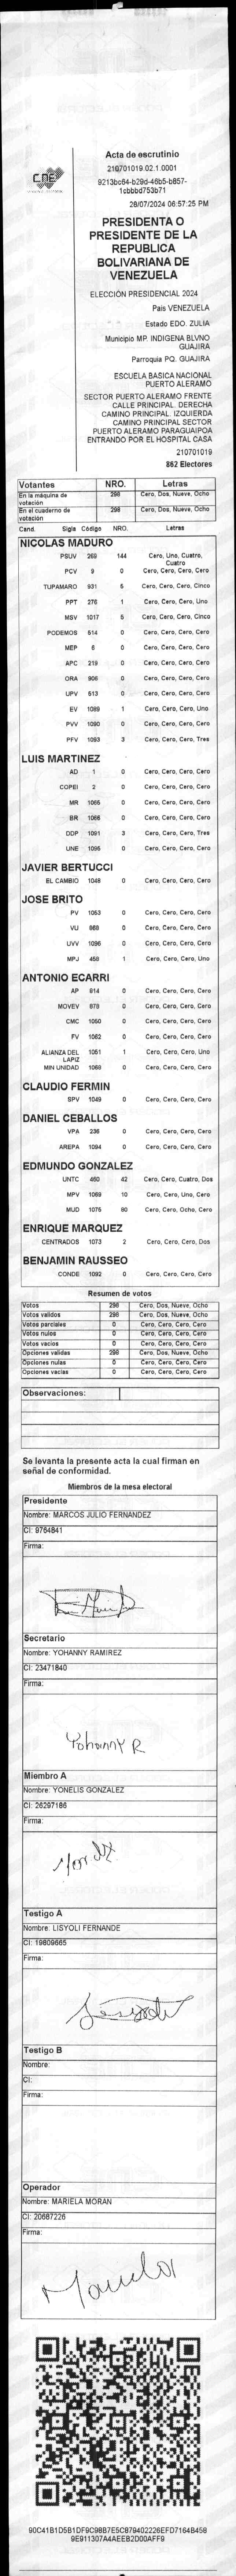 CNE
Acta de escrutinio
210701019.02.1.0001
9213bc64-b29d-46b5-b857-
1cbbbd753b71
28/07/2024 06:57:25 PM
PRESIDENTA O
PRESIDENTE DE LA
REPUBLICA
BOLIVARIANA DE
VENEZUELA
ELECCIÓN PRESIDENCIAL 2024
Pais VENEZUELA
Estado EDO. ZULIA
Municipio MP. INDIGENA BLVNO
GUAJIRA
Parroquia PQ. GUAJIRA
ESCUELA BASICA NACIONAL
PUERTO ALERAMO
SECTOR PUERTO ALERAMO FRENTE
CALLE PRINCIPAL. DERECHA
CAMINO PRINCIPAL. IZQUIERDA
CAMINO PRINCIPAL SECTOR
PUERTO ALERAMO PARAGUAIPOA
ENTRANDO POR EL HOSPITAL CASA
210701019
862 Electores
Votantes NRO. Letras
En la máquina de votación 298 Cero, Dos, Nueve, Ocho
En el cuaderno de votación 298 Cero, Dos, Nueve, Ocho
Cand. Sigla Código NRO. Letras
NICOLAS MADURO
PSUV 269 144 Cero, Uno, Cuatro, Cuatro
PCV 9 0 Cero, Cero, Cero, Cero
TUPAMARO 931 5 Cero, Cero, Cero, Cinco
PPT 276 1 Cero, Cero, Cero, Uno
MSV 1017 5 Cero, Cero, Cero, Cinco
PODEMOS 514 0 Cero, Cero, Cero, Cero
MEP 6 0 Cero, Cero, Cero, Cero
APC 219 0 Cero, Cero, Cero, Cero
ORA 906 0 Cero, Cero, Cero, Cero
UPV 513 0 Cero, Cero, Cero, Cero
EV 1089 1 Cero, Cero, Cero, Uno
PVV 1090 0 Cero, Cero, Cero, Cero
PFV 1093 3 Cero, Cero, Cero, Tres
LUIS MARTINEZ
AD 1 0 Cero, Cero, Cero, Cero
COPEI 2 0 Cero, Cero, Cero, Cero
MR 1065 0 Cero, Cero, Cero, Cero
BR 1066 0 Cero, Cero, Cero, Cero
DDP 1091 3 Cero, Cero, Cero, Tres
UNE 1095 0 Cero, Cero, Cero, Cero
JAVIER BERTUCCI
EL CAMBIO 1048 0 Cero, Cero, Cero, Cero
JOSE BRITO
PV 1053 0 Cero, Cero, Cero, Cero
VU 868 0 Cero, Cero, Cero, Cero
UVV 1096 0 Cero, Cero, Cero, Cero
MPJ 458 1 Cero, Cero, Cero, Uno
ANTONIO ECARRI
AP 814 0 Cero, Cero, Cero, Cero
MOVEV 878 0 Cero, Cero, Cero, Cero
CMC 1050 0 Cero, Cero, Cero, Cero
FV 1062 0 Cero, Cero, Cero, Cero
ALIANZA DEL LAPIZ 1051 1 Cero, Cero, Cero, Uno
MIN UNIDAD 1068 0 Cero, Cero, Cero, Cero
CLAUDIO FERMIN
SPV 1049 0 Cero, Cero, Cero, Cero
DANIEL CEBALLOS
VPA 236 0 Cero, Cero, Cero, Cero
AREPA 1094 0 Cero, Cero, Cero, Cero
EDMUNDO GONZALEZ
UNTC 460 42 Cero, Cero, Cuatro, Dos
MPV 1069 10 Cero, Cero, Uno, Cero
MUD 1075 80 Cero, Cero, Ocho, Cero
ENRIQUE MARQUEZ
CENTRADOS 1073 2 Cero, Cero, Cero, Dos
BENJAMIN RAUSSEO
CONDE 1092 0 Cero, Cero, Cero, Cero
Resumen de votos
Votos 298 Cero, Dos, Nueve, Ocho
Votos validos 298 Cero, Dos, Nueve, Ocho
Votos parciales 0 Cero, Cero, Cero, Cero
Votos nulos 0 Cero, Cero, Cero, Cero
Votos vacios 0 Cero, Cero, Cero, Cero
Opciones validas 298 Cero, Dos, Nueve, Ocho
Opciones nulas 0 Cero, Cero, Cero, Cero
Opciones vacias 0 Cero, Cero, Cero, Cero
Observaciones:
Se levanta la presente acta la cual firman en
señal de conformidad.
Miembros de la mesa electoral
Presidente
Nombre: MARCOS JULIO FERNANDEZ
CI: 9764841
Firma:
Secretario
Nombre: YOHANNY RAMIREZ
CI: 23471840
Firma:
Yohanny R
Miembro A
Nombre: YONELIS GONZALEZ
CI: 26297186
Firma:
Testigo A
Nombre: LISYOLI FERNANDE
CI: 19809665
Firma:
Testigo B
Nombre:
CI:
Firma:
Operador
Nombre: MARIELA MORAN
CI: 20687226
Firma:
Mariela
90C41B1D5B1DF9C98B7E5C879402226EFD7164B458
9E911307A4AEEB2D00AFF9